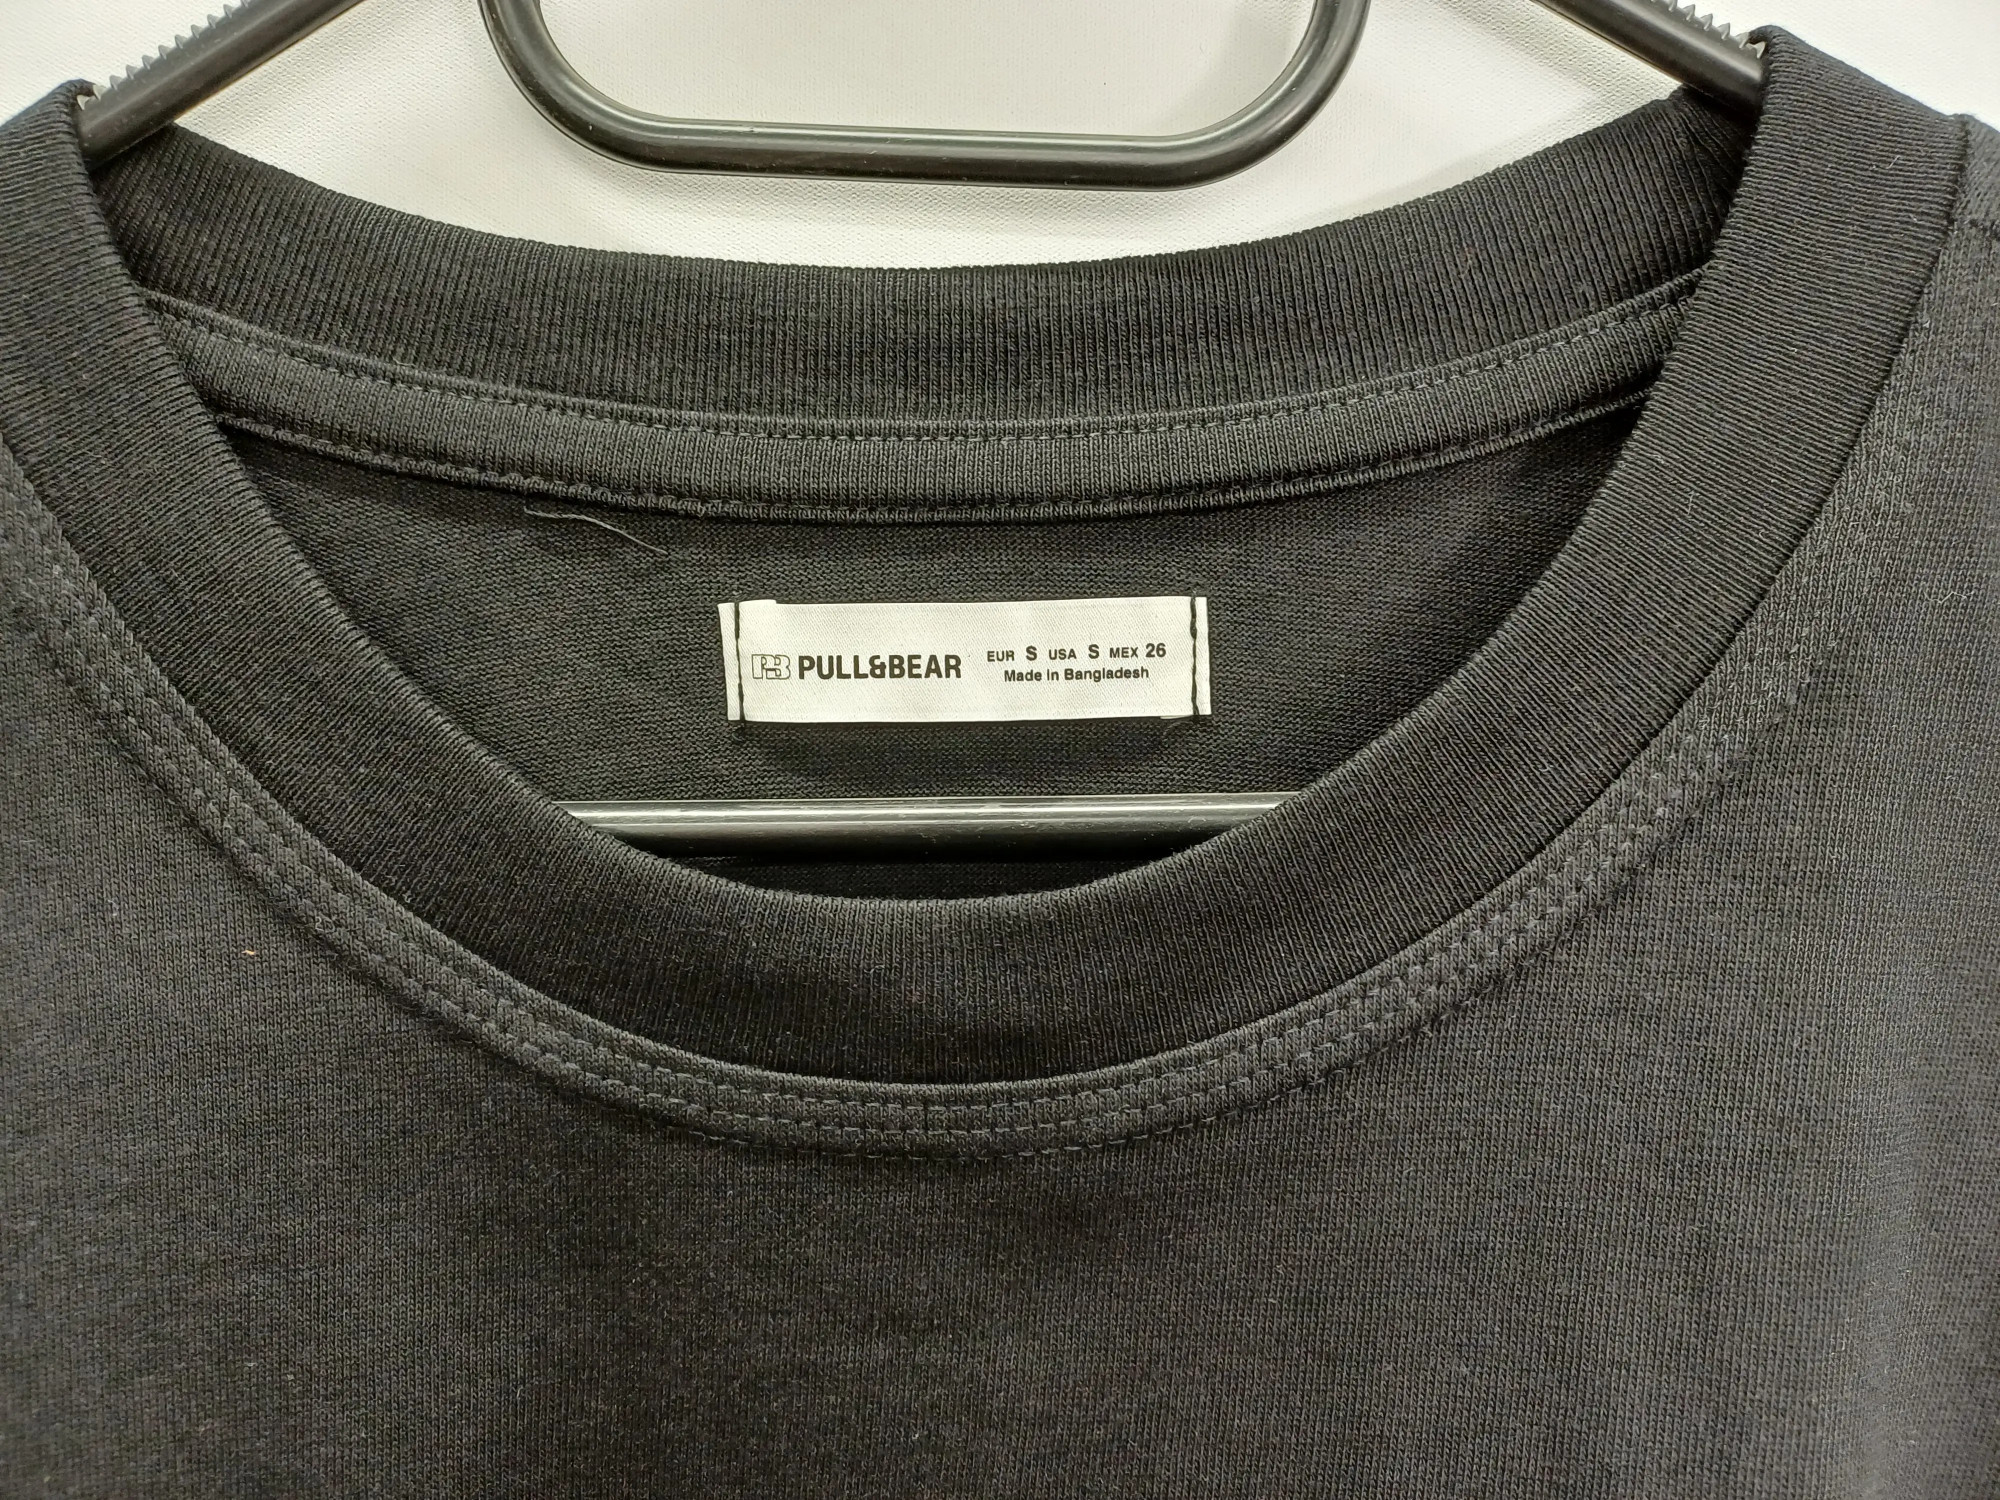 PB PULL&BEAR
EUR S USA S MEX 26
Made in Bangladesh